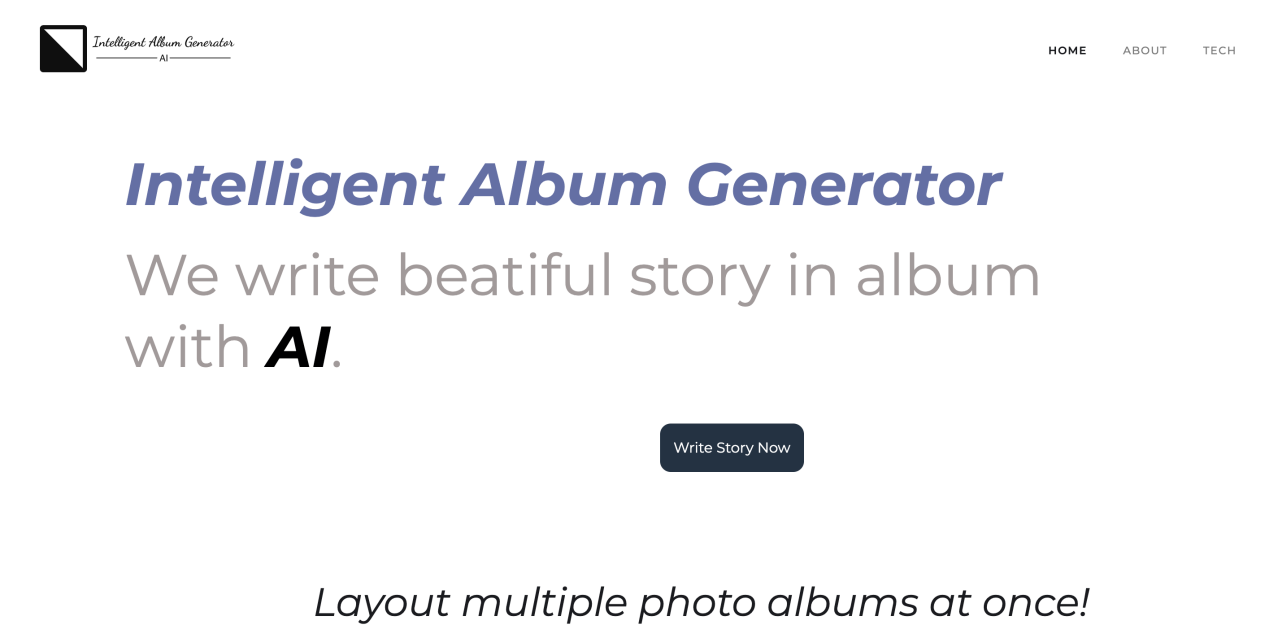 Intelligent Album Generator
AI
HOME ABOUT TECH
Intelligent Album Generator
We write beatiful story in album
with AI.
Write Story Now
Layout multiple photo albums at once!